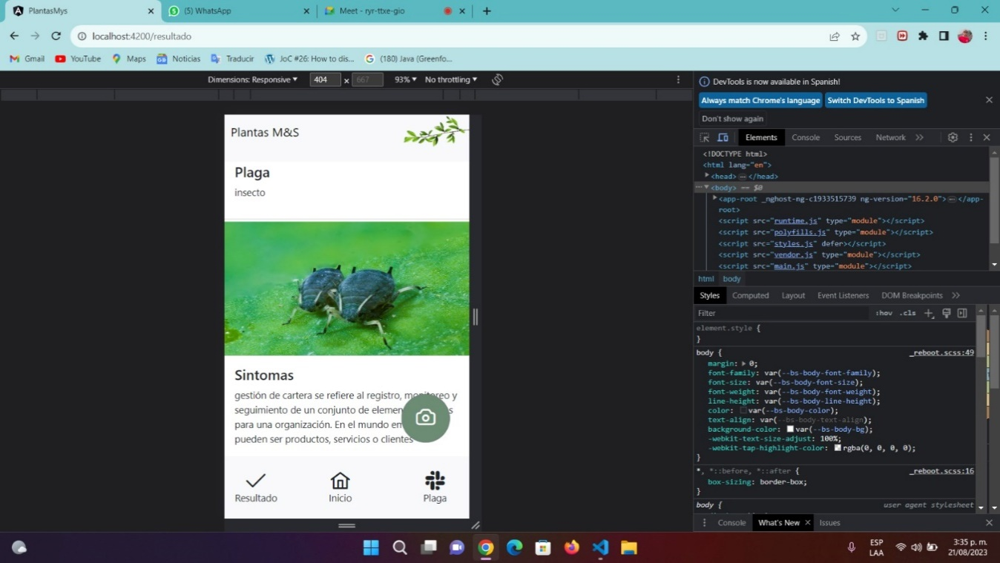 PlantasMys
(5) WhatsApp
Meet - ryr-ttxe-gio
localhost:4200/resultado
Gmail YouTube Maps Noticias Traducir JoC #26: How to dis... (180) Java (Greenfo...
Dimensions: Responsive 404 x 667 93% No throttling
Plantas M&S
Plaga
insecto
Sintomas
gestión de cartera se refiere al registro, monitoreo y
seguimiento de un conjunto de elemen s
para una organización. En el mundo em
pueden ser productos, servicios o clientes
Resultado Inicio Plaga
DevTools is now available in Spanish!
Always match Chrome's language Switch DevTools to Spanish
Don't show again
Elements Console Sources Network
<!DOCTYPE html>
<html lang="en">
<head> … </head>
<body> == $0
<app-root _nghost-ng-c1933515739 ng-version="16.2.0"> … </app-
root>
<script src="runtime.js" type="module"></script>
<script src="polyfills.js" type="module"></script>
<script src="styles.js" defer></script>
<script src="vendor.js" type="module"></script>
<script src="main.js" type="module"></script>
html body
Styles Computed Layout Event Listeners DOM Breakpoints
Filter :hov .cls
element.style {
}
body { _reboot.scss:49
margin: 0;
font-family: var(--bs-body-font-family);
font-size: var(--bs-body-font-size);
font-weight: var(--bs-body-font-weight);
line-height: var(--bs-body-line-height);
color: var(--bs-body-color);
text-align: var(--bs-body-text-align);
background-color: var(--bs-body-bg);
-webkit-text-size-adjust: 100%;
-webkit-tap-highlight-color: rgba(0, 0, 0, 0);
}
*, *::before, *::after { _reboot.scss:16
box-sizing: border-box;
}
body { user agent stylesheet
Console What's New Issues
ESP
LAA
3:35 p. m.
21/08/2023